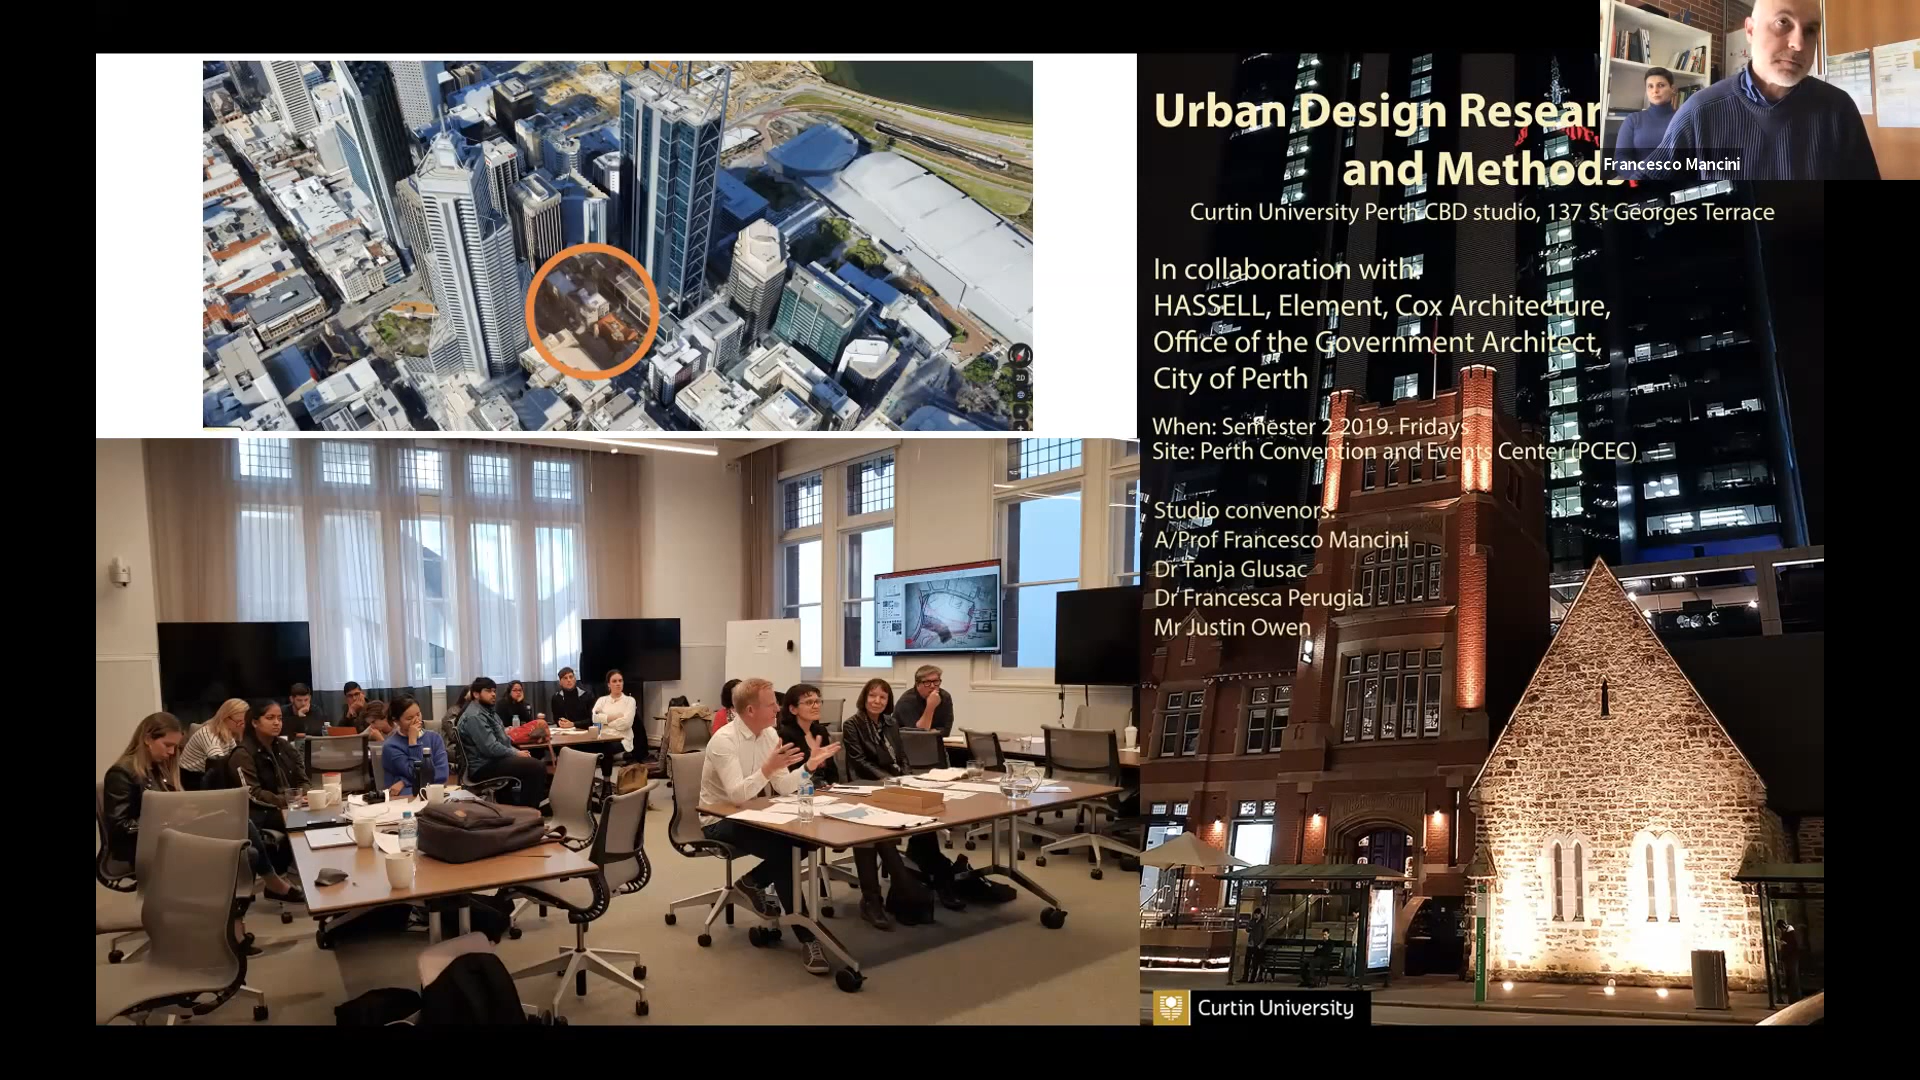 Urban Design Resear
and Methods
Francesco Mancini
Curtin University Perth CBD studio, 137 St Georges Terrace
In collaboration with:
HASSELL, Element, Cox Architecture,
Office of the Government Architect,
City of Perth
When: Semester 2 2019. Fridays
Site: Perth Convention and Events Center (PCEC)
Studio convenors:
A/Prof Francesco Mancini
Dr Tanja Glusac
Dr Francesca Perugia
Mr Justin Owen
Curtin University
2D